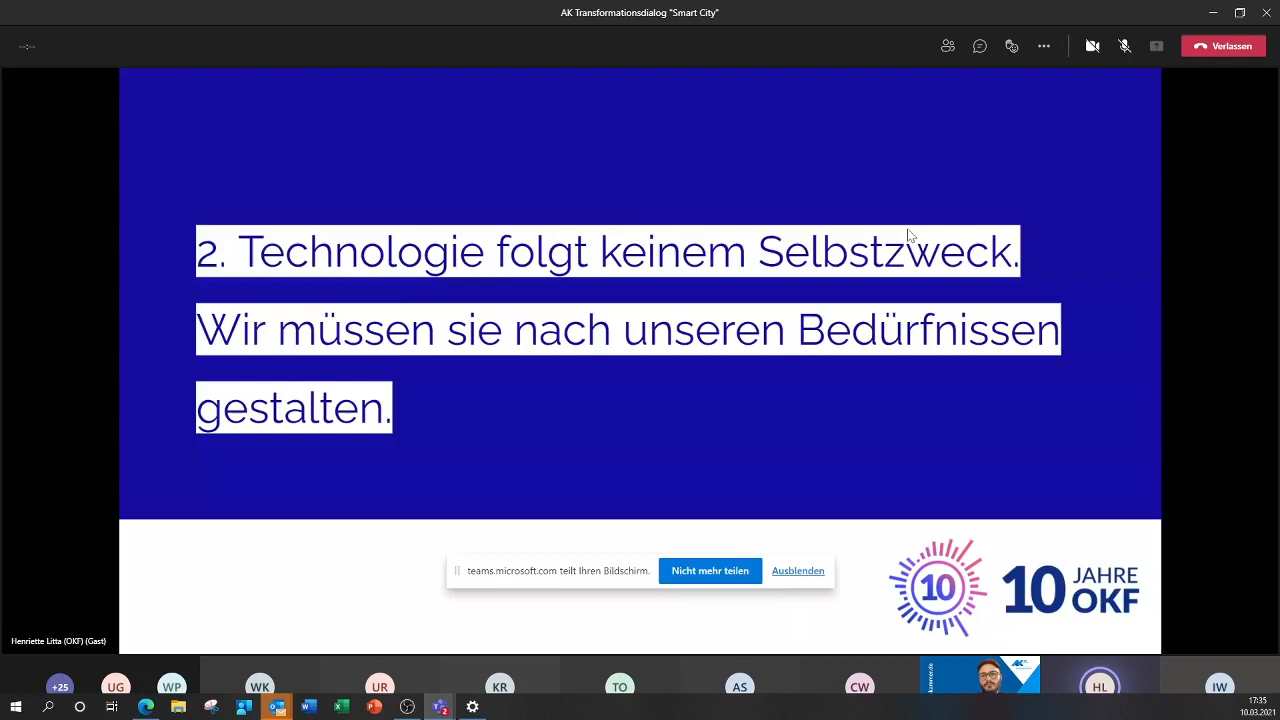 AK Transformationsdialog "Smart City"
--:--
Verlassen
2. Technologie folgt keinem Selbstzweck.
Wir müssen sie nach unseren Bedürfnissen
gestalten.
teams.microsoft.com teilt Ihren Bildschirm.
Nicht mehr teilen
Ausblenden
10
10 JAHRE
OKF
Henriette Litta (OKF) (Gast)
+25
UG
WP
WK
UR
KR
TO
AS
CW
AK
HL
IW
17:35
10.03.2021